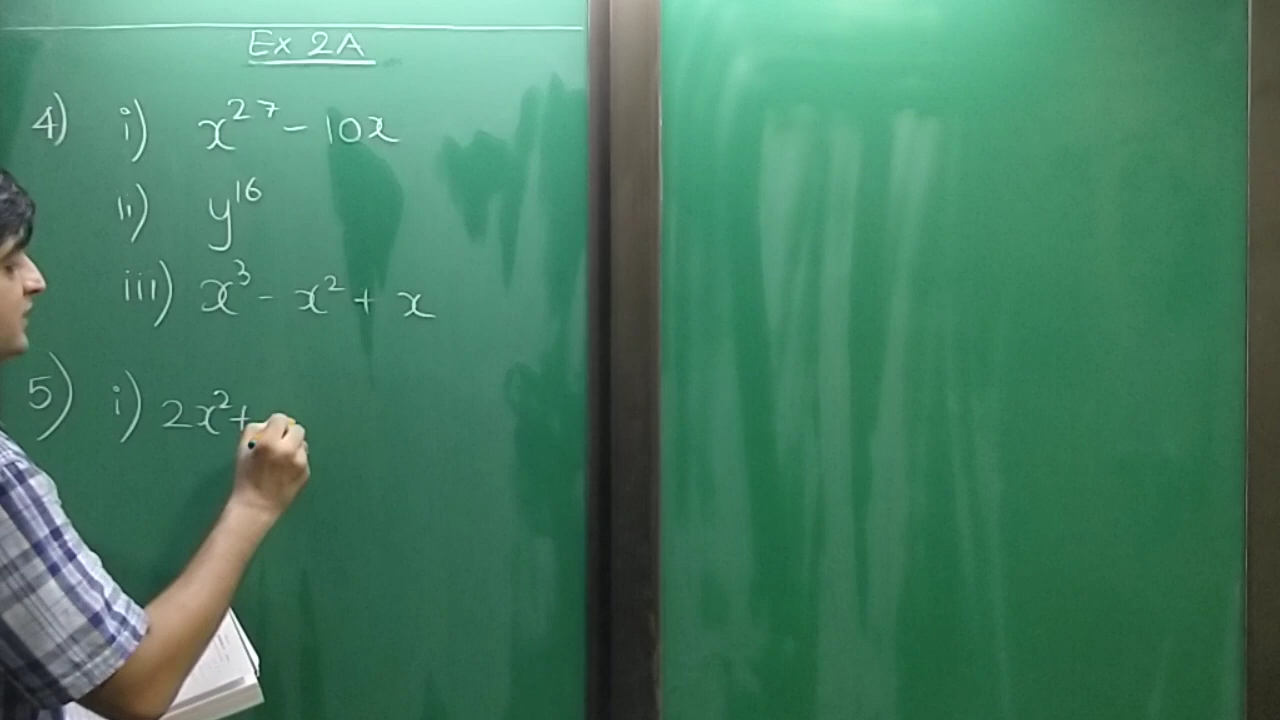 Ex 2A
4) i) x²⁷ - 10x
ii) y¹⁶
iii) x³ - x² + x
5) i) 2x² +